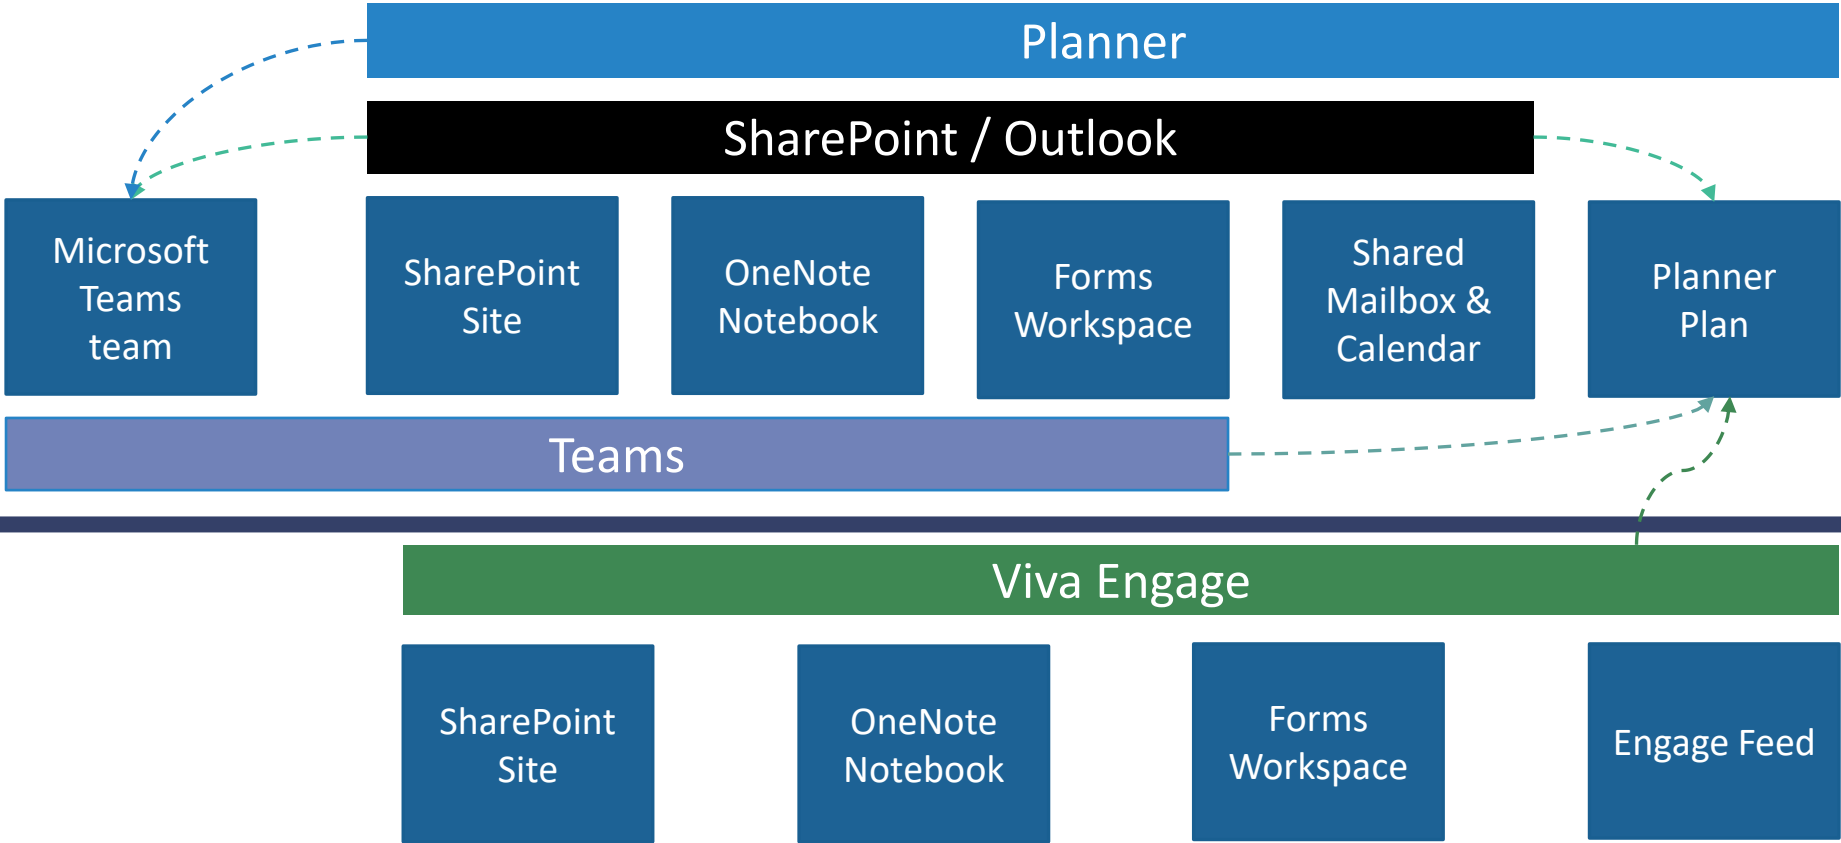 Planner
SharePoint / Outlook
Microsoft
Teams
team
SharePoint
Site
OneNote
Notebook
Forms
Workspace
Shared
Mailbox &
Calendar
Planner
Plan
Teams
Viva Engage
SharePoint
Site
OneNote
Notebook
Forms
Workspace
Engage Feed